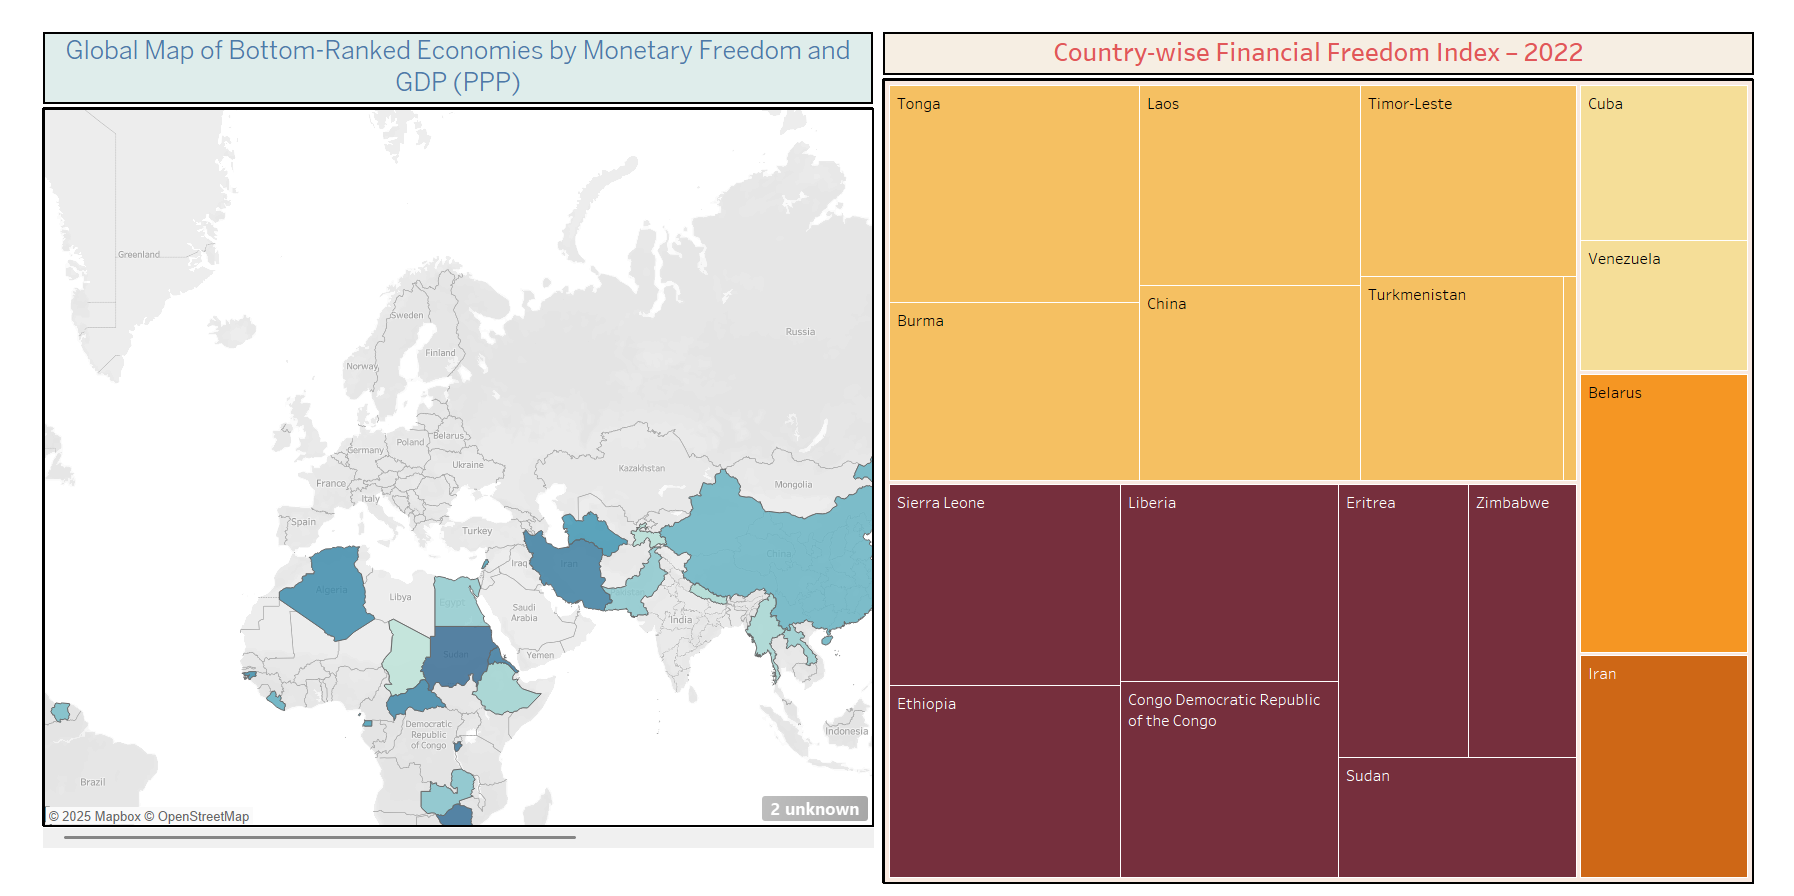 Global Map of Bottom-Ranked Economies by Monetary Freedom and
GDP (PPP)
Greenland
Sweden
Finland
Norway
Russia
Poland
Belarus
Germany
Ukraine
France
Italy
Kazakhstan
Mongolia
Spain
Turkey
Iraq
Iran
China
Algeria
Libya
Egypt
Saudi
Arabia
India
Sudan
Yemen
Democratic
Republic
of Congo
Indonesia
Brazil
© 2025 Mapbox © OpenStreetMap
2 unknown
Country-wise Financial Freedom Index – 2022
Tonga
Laos
Timor-Leste
Cuba
Venezuela
Turkmenistan
China
Burma
Belarus
Sierra Leone
Liberia
Eritrea
Zimbabwe
Iran
Congo Democratic Republic
of the Congo
Ethiopia
Sudan